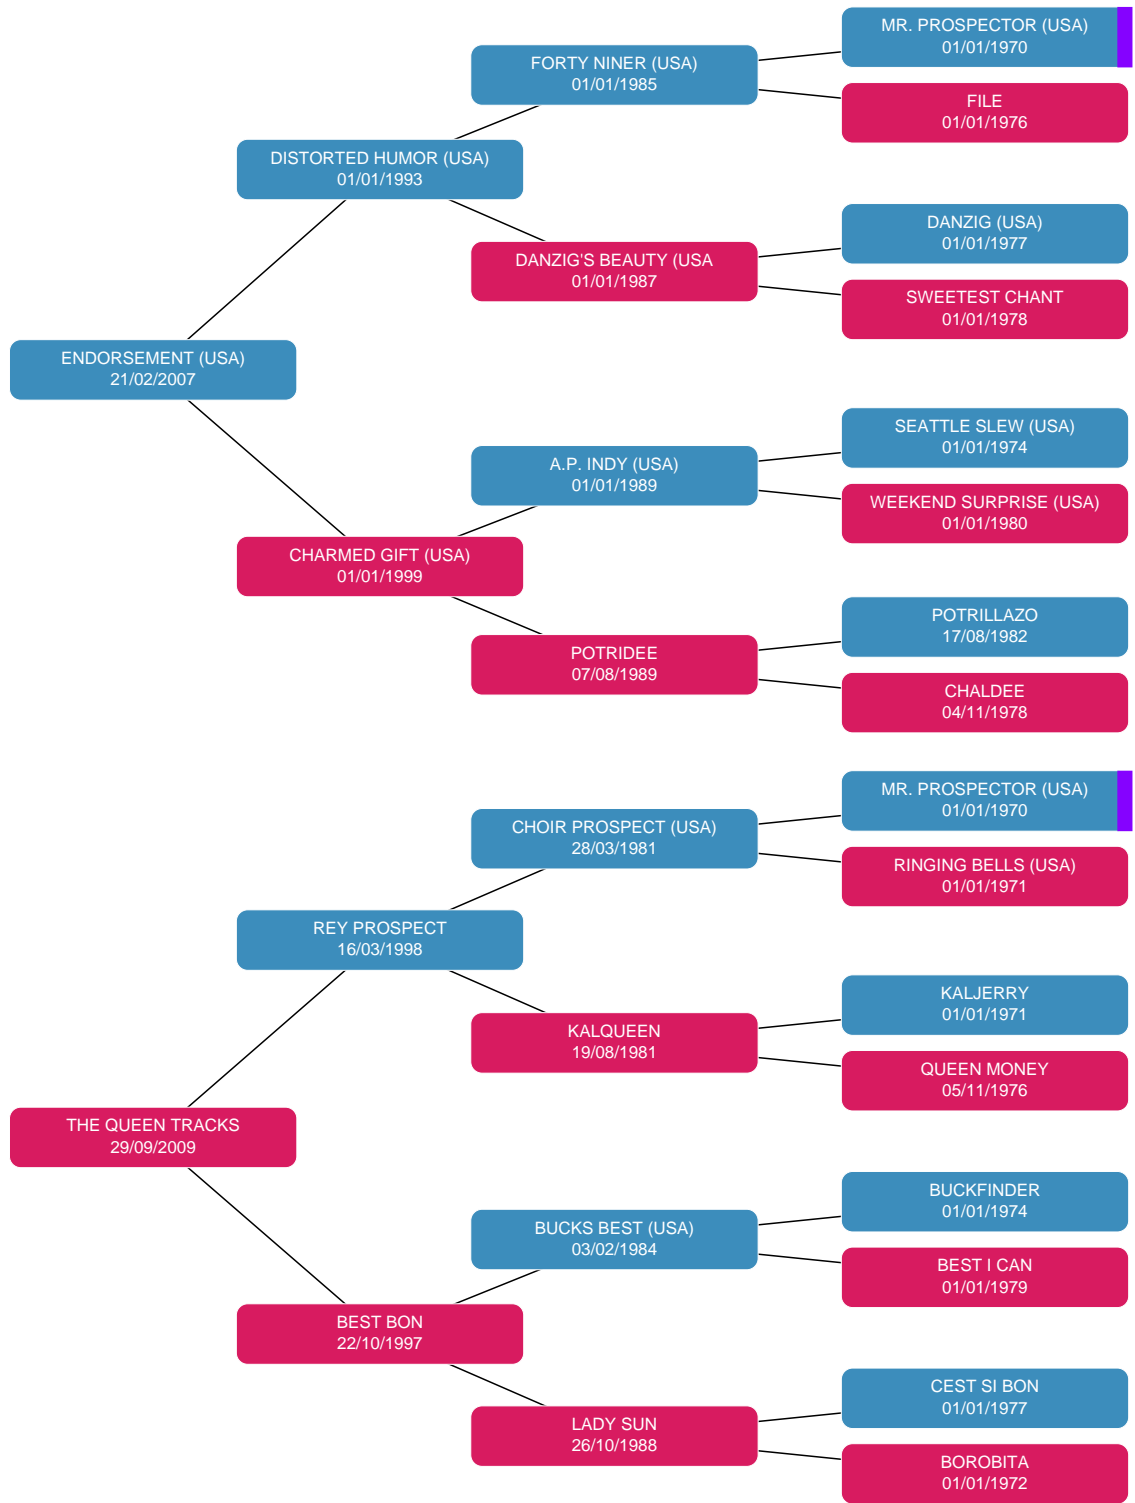 MR. PROSPECTOR (USA)
01/01/1970
FORTY NINER (USA)
01/01/1985
FILE
01/01/1976
DISTORTED HUMOR (USA)
01/01/1993
DANZIG (USA)
01/01/1977
DANZIG'S BEAUTY (USA
01/01/1987
SWEETEST CHANT
01/01/1978
ENDORSEMENT (USA)
21/02/2007
SEATTLE SLEW (USA)
01/01/1974
A.P. INDY (USA)
01/01/1989
WEEKEND SURPRISE (USA)
01/01/1980
CHARMED GIFT (USA)
01/01/1999
POTRILLAZO
17/08/1982
POTRIDEE
07/08/1989
CHALDEE
04/11/1978
MR. PROSPECTOR (USA)
01/01/1970
CHOIR PROSPECT (USA)
28/03/1981
RINGING BELLS (USA)
01/01/1971
REY PROSPECT
16/03/1998
KALJERRY
01/01/1971
KALQUEEN
19/08/1981
QUEEN MONEY
05/11/1976
THE QUEEN TRACKS
29/09/2009
BUCKFINDER
01/01/1974
BUCKS BEST (USA)
03/02/1984
BEST I CAN
01/01/1979
BEST BON
22/10/1997
CEST SI BON
01/01/1977
LADY SUN
26/10/1988
BOROBITA
01/01/1972